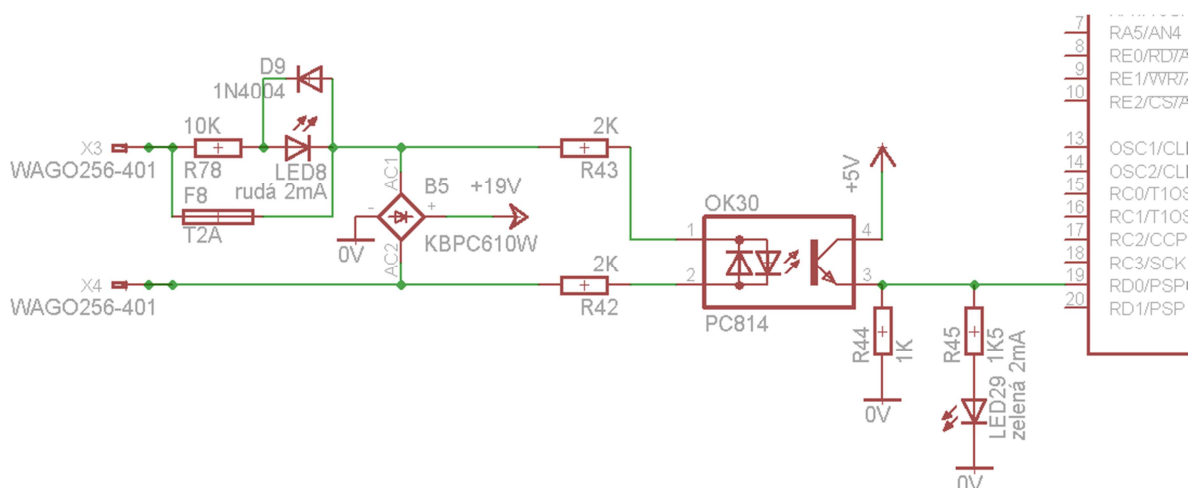 7
RA5/AN4
8
RE0/RD/A
9
RE1/WR/
10
RE2/CS/A
13
OSC1/CL
14
OSC2/CL
15
RC0/T1OS
16
RC1/T1OS
17
RC2/CCP
18
RC3/SCK
19
RD0/PSP
20
RD1/PSP
D9
1N4004
10K
R78
LED8
rudá 2mA
X3
WAGO256-401
F8
T2A
X4
WAGO256-401
AC1
B5
+19V
-
+
0V
KBPC610W
AC2
2K
R43
2K
R42
OK30
1
2
4
3
PC814
+5V
R44
1K
0V
R45
1K5
LED29
zelená 2mA
0V